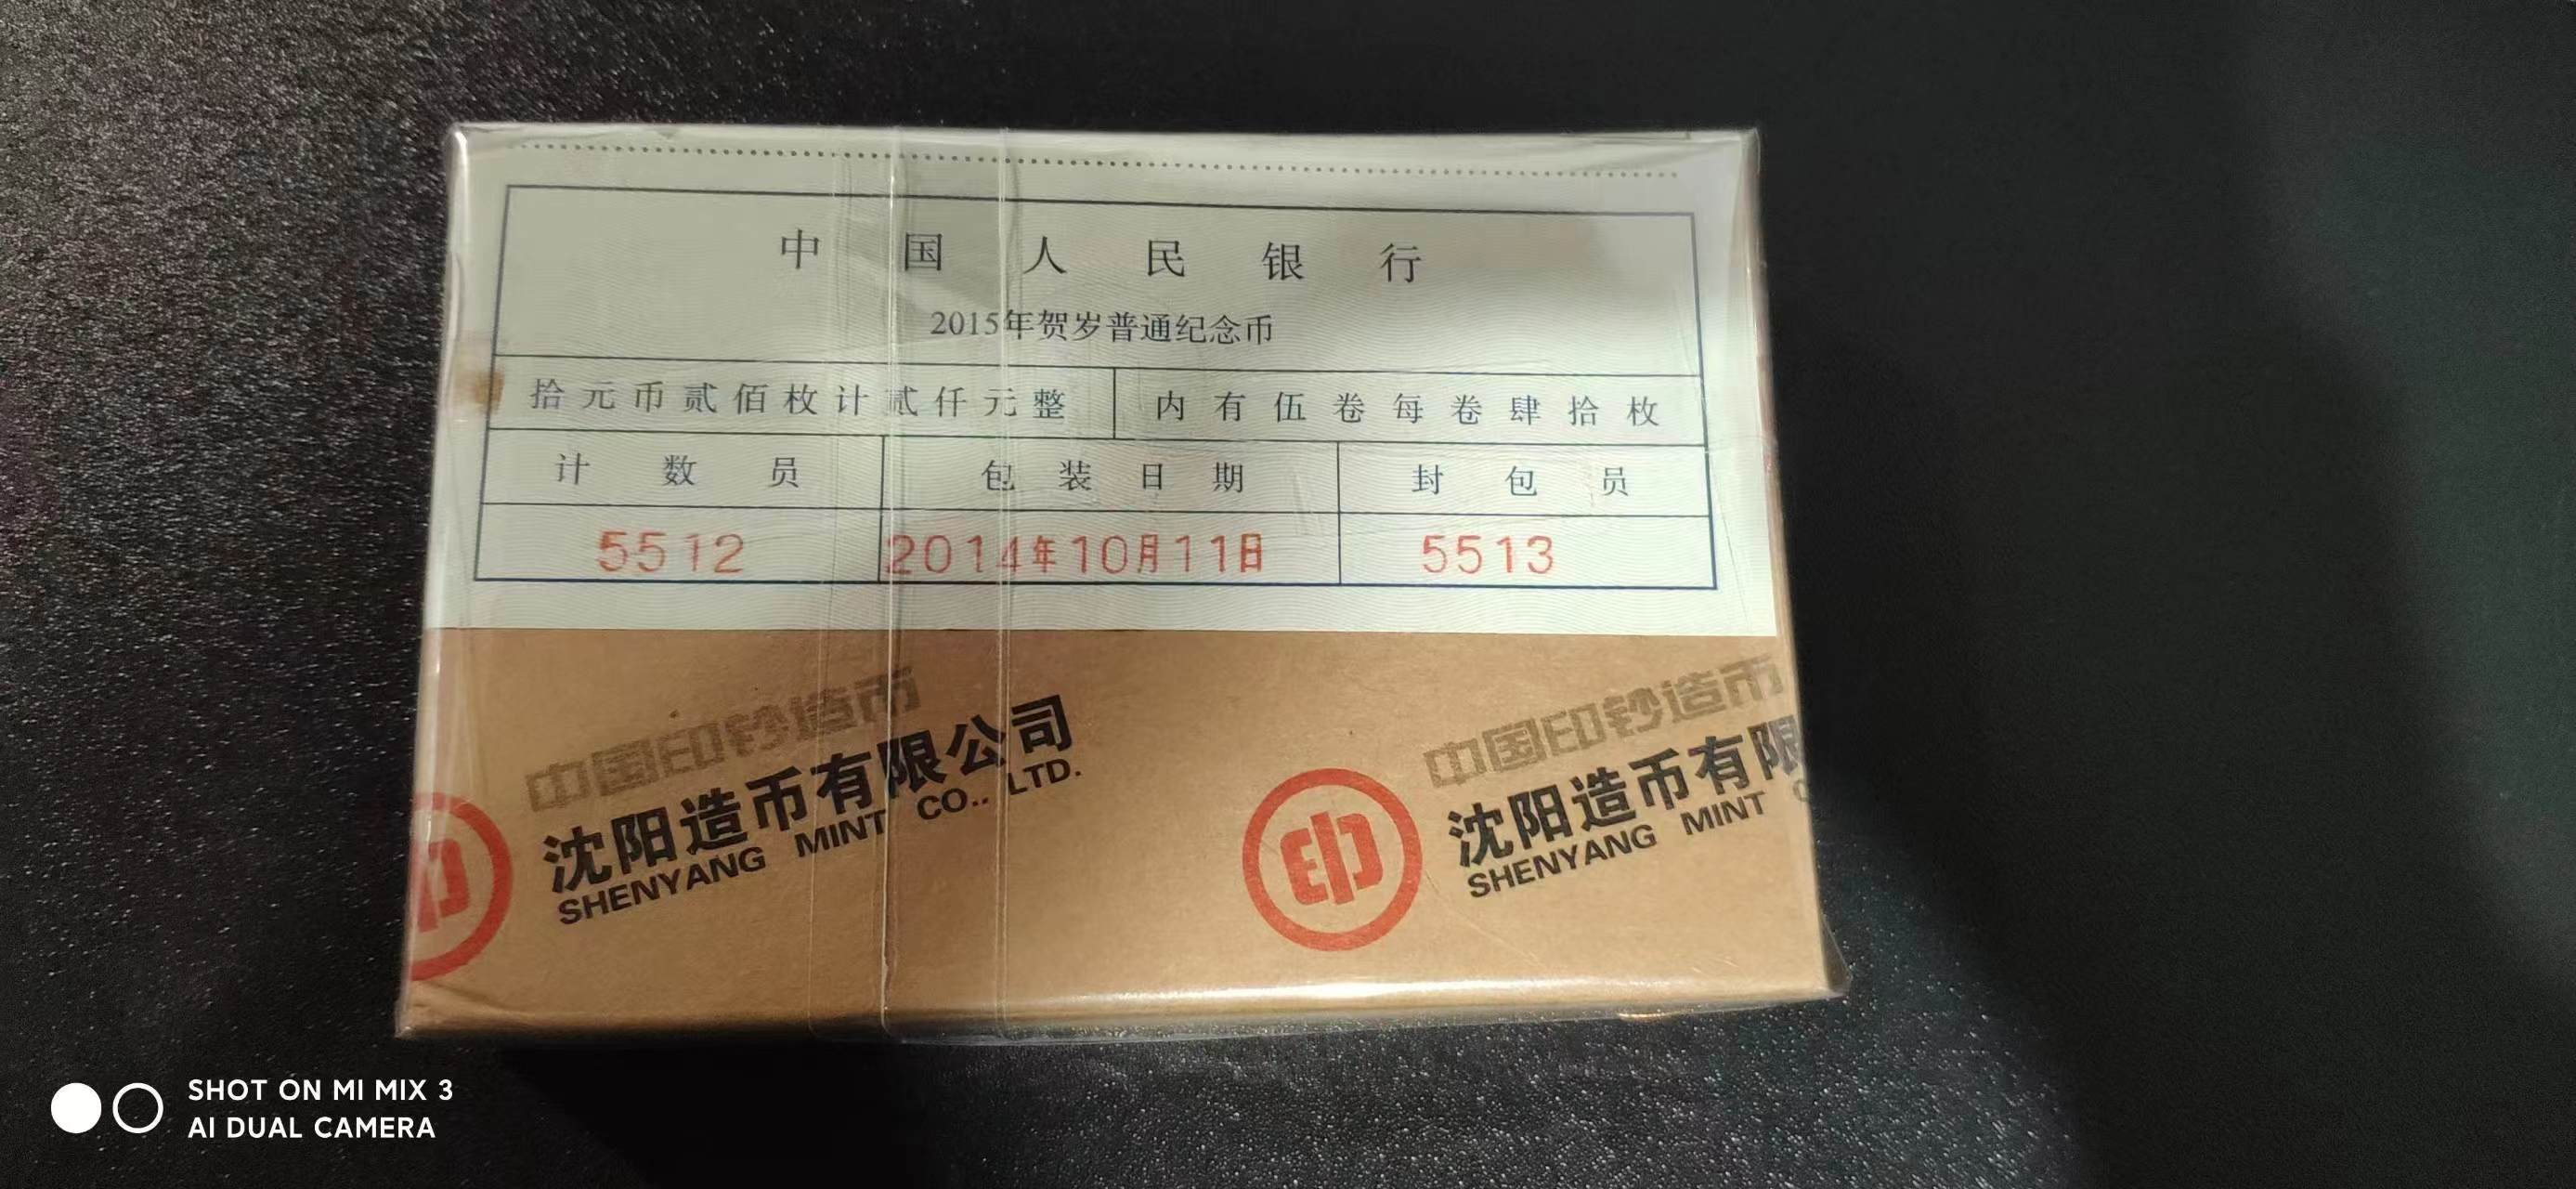 中国人民银行
2015年贺岁普通纪念币
拾元币贰佰枚计贰仟元整 内有伍卷每卷肆拾枚
计数员 包装日期 封包员
5512 2014年10月11日 5513
中国印钞造币
沈阳造币有限公司
SHENYANG MINT CO., LTD.
印
中国印钞造币
沈阳造币有限
SHENYANG MINT
SHOT ON MI MIX 3
AI DUAL CAMERA